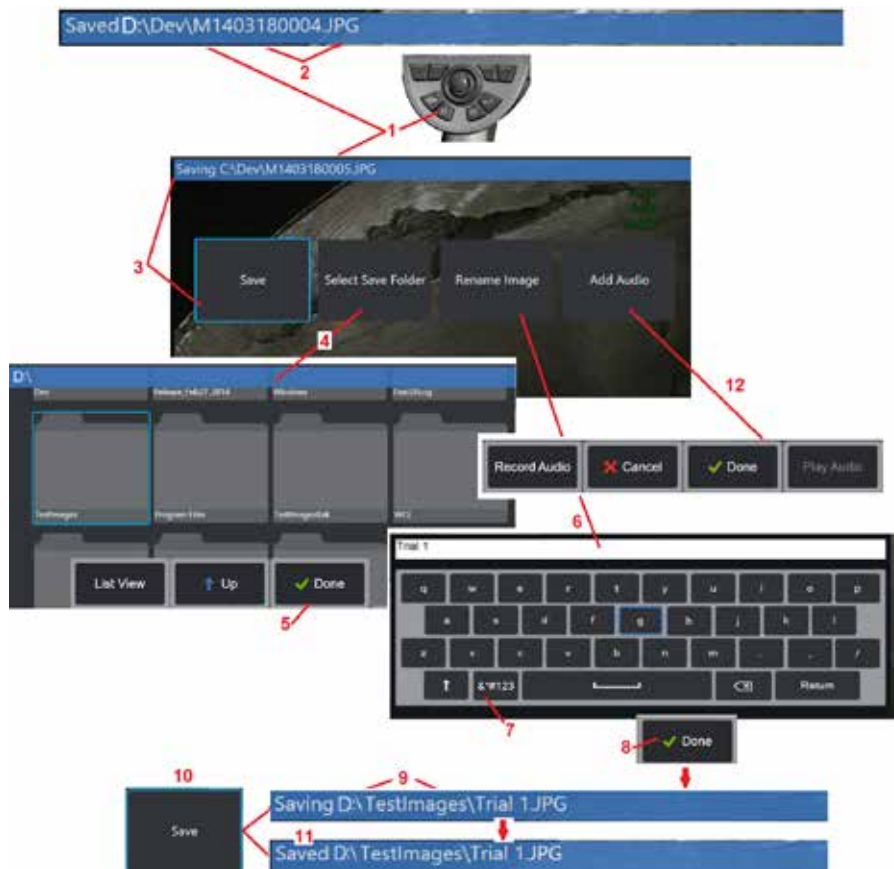 Saved D:\Dev\M1403180004.JPG
2
1
Saving C:\Dev\M1403180005.JPG
3
Save
Select Save Folder
Rename Image
Add Audio
4
12
D:\
Dev
Release_Feb27_2014
Windows
TestImages
Program Files
Record Audio
Cancel
Done
Play Audio
6
Trial 1
List View
Up
Done
5
q w e r t y u i o p
a s d f g h j k l
z x c v b n m . , /
&*#123
Return
7
8
Done
10
9
Saving D:\TestImages\Trial 1.JPG
Save
11
Saved D:\TestImages\Trial 1.JPG